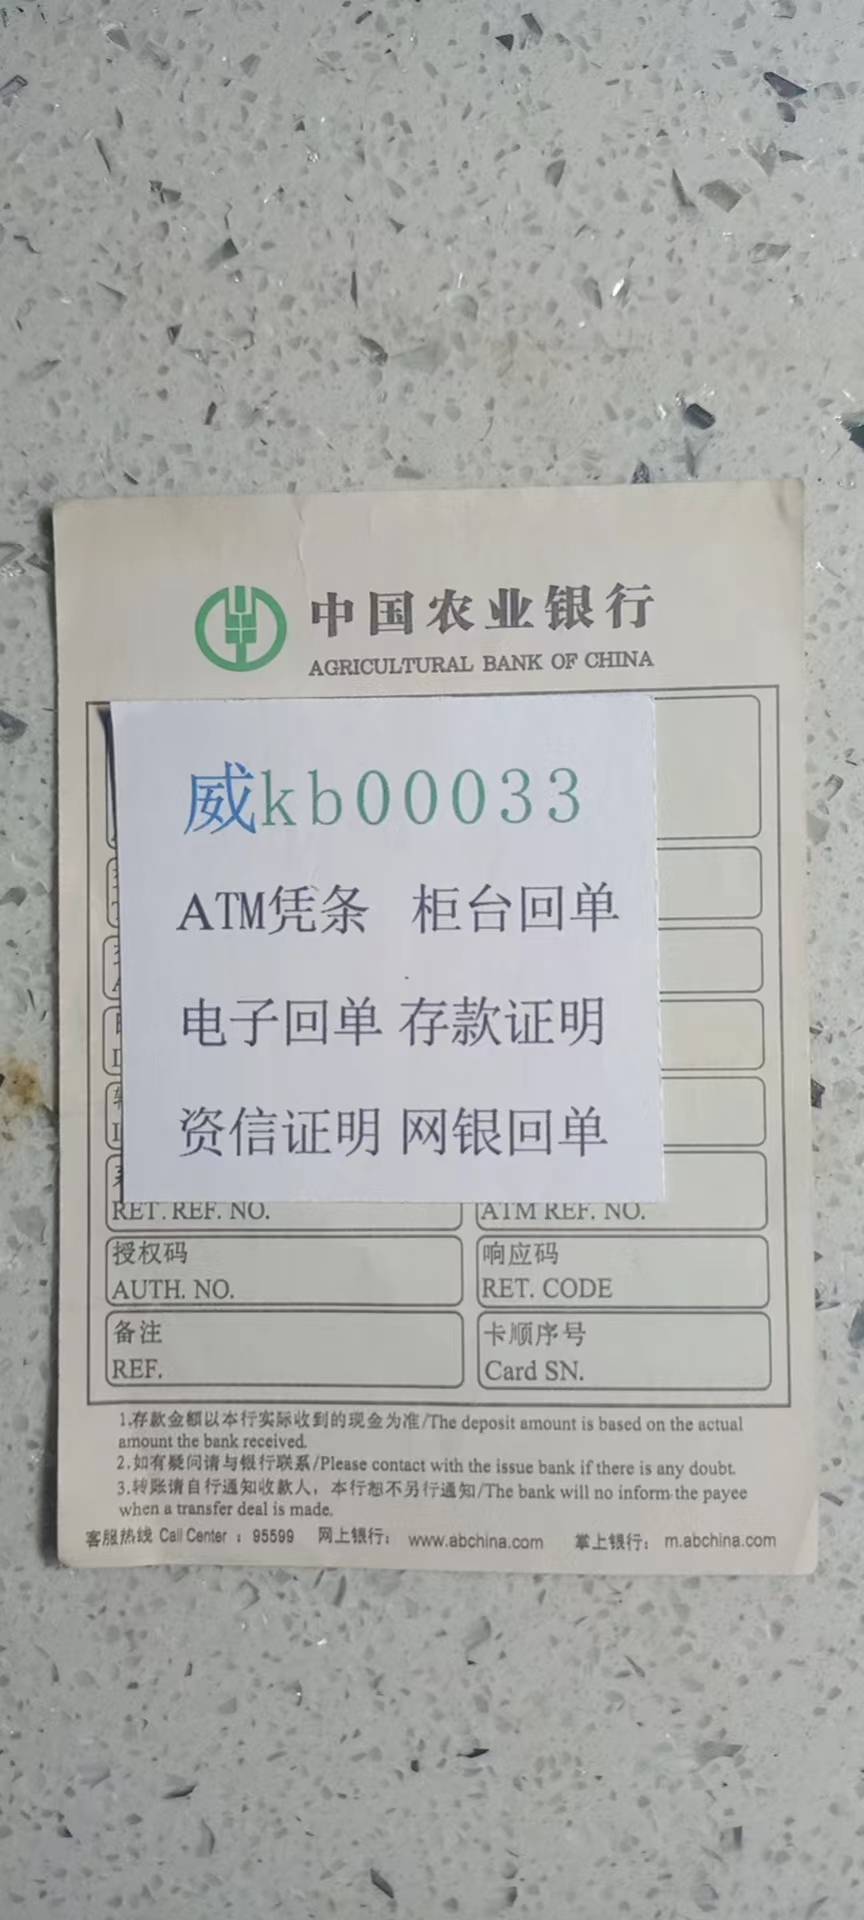 中国农业银行
AGRICULTURAL BANK OF CHINA
威kb00033
ATM凭条 柜台回单
电子回单 存款证明
资信证明 网银回单
RET. REF. NO. ATM REF. NO.
授权码 响应码
AUTH. NO. RET. CODE
备注 卡顺序号
REF. Card SN.
1.存款金额以本行实际收到的现金为准/The deposit amount is based on the actual
amount the bank received.
2.如有疑问请与银行联系/Please contact with the issue bank if there is any doubt.
3.转账请自行通知收款人，本行恕不另行通知/The bank will no inform the payee
when a transfer deal is made.
客服热线 Call Center：95599 网上银行：www.abchina.com 掌上银行：m.abchina.com